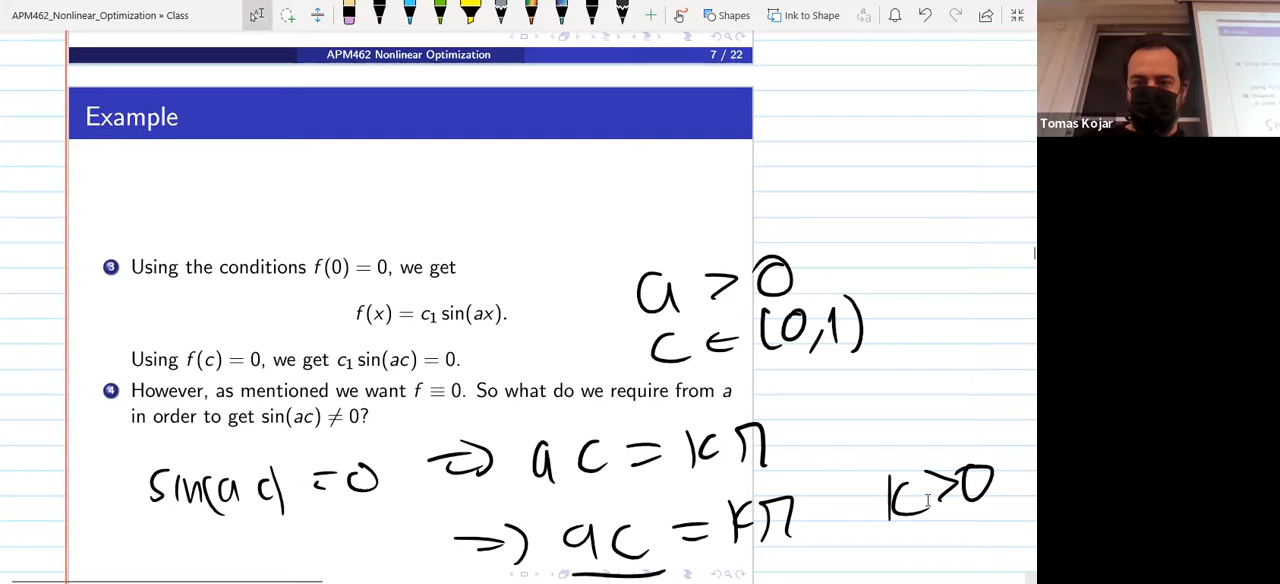 APM462_Nonlinear_Optimization » Class
Shapes
Ink to Shape
APM462 Nonlinear Optimization
7 / 22
Tomas Kojar
Example
3 Using the conditions f(0) = 0, we get
f(x) = c₁ sin(ax).
Using f(c) = 0, we get c₁ sin(ac) = 0.
4 However, as mentioned we want f ≡ 0. So what do we require from a
in order to get sin(ac) ≠ 0?
a > 0
c ∈ (0,1)
sin(ac) = 0 ⇒ ac = kπ
⇒ ac = kπ
k>0